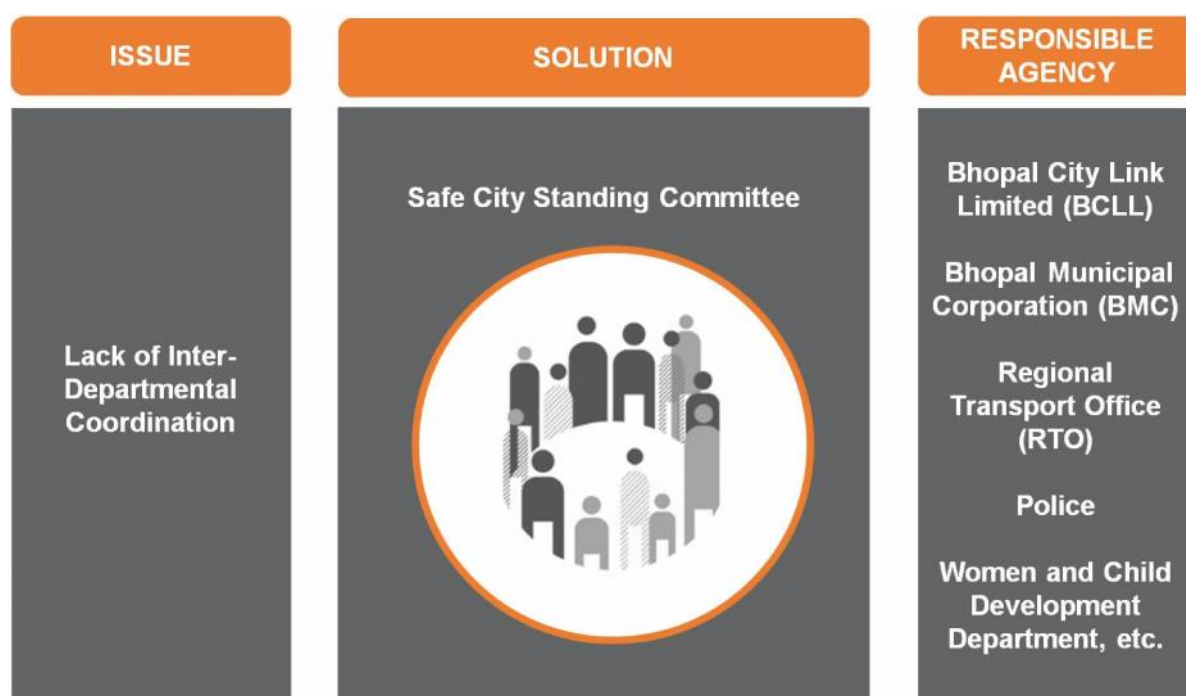 ISSUE
SOLUTION
RESPONSIBLE
AGENCY
Lack of Inter-
Departmental
Coordination
Safe City Standing Committee
Bhopal City Link
Limited (BCLL)
Bhopal Municipal
Corporation (BMC)
Regional
Transport Office
(RTO)
Police
Women and Child
Development
Department, etc.